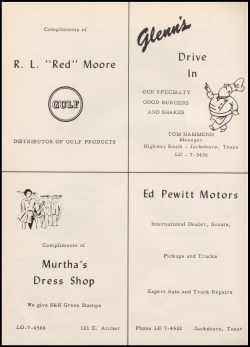 Compliments of
R. L. "Red" Moore
GULF
DISTRIBUTOR OF GULF PRODUCTS
Glenn's
Drive
In
OUR SPECIALTY
GOOD BURGERS
AND SHAKES
TOM HAMMOND
Manager
Highway South - Jacksboro, Texas
LO - 7-3436
Compliments of
Murtha's
Dress Shop
We give S&H Green Stamps
LO-7-4588 101 E. Archer
Ed Pewitt Motors
International Dealer, Scouts,
Pickups and Trucks
Expert Auto and Truck Repairs
Phone LO 7-4552 Jacksboro, Texas